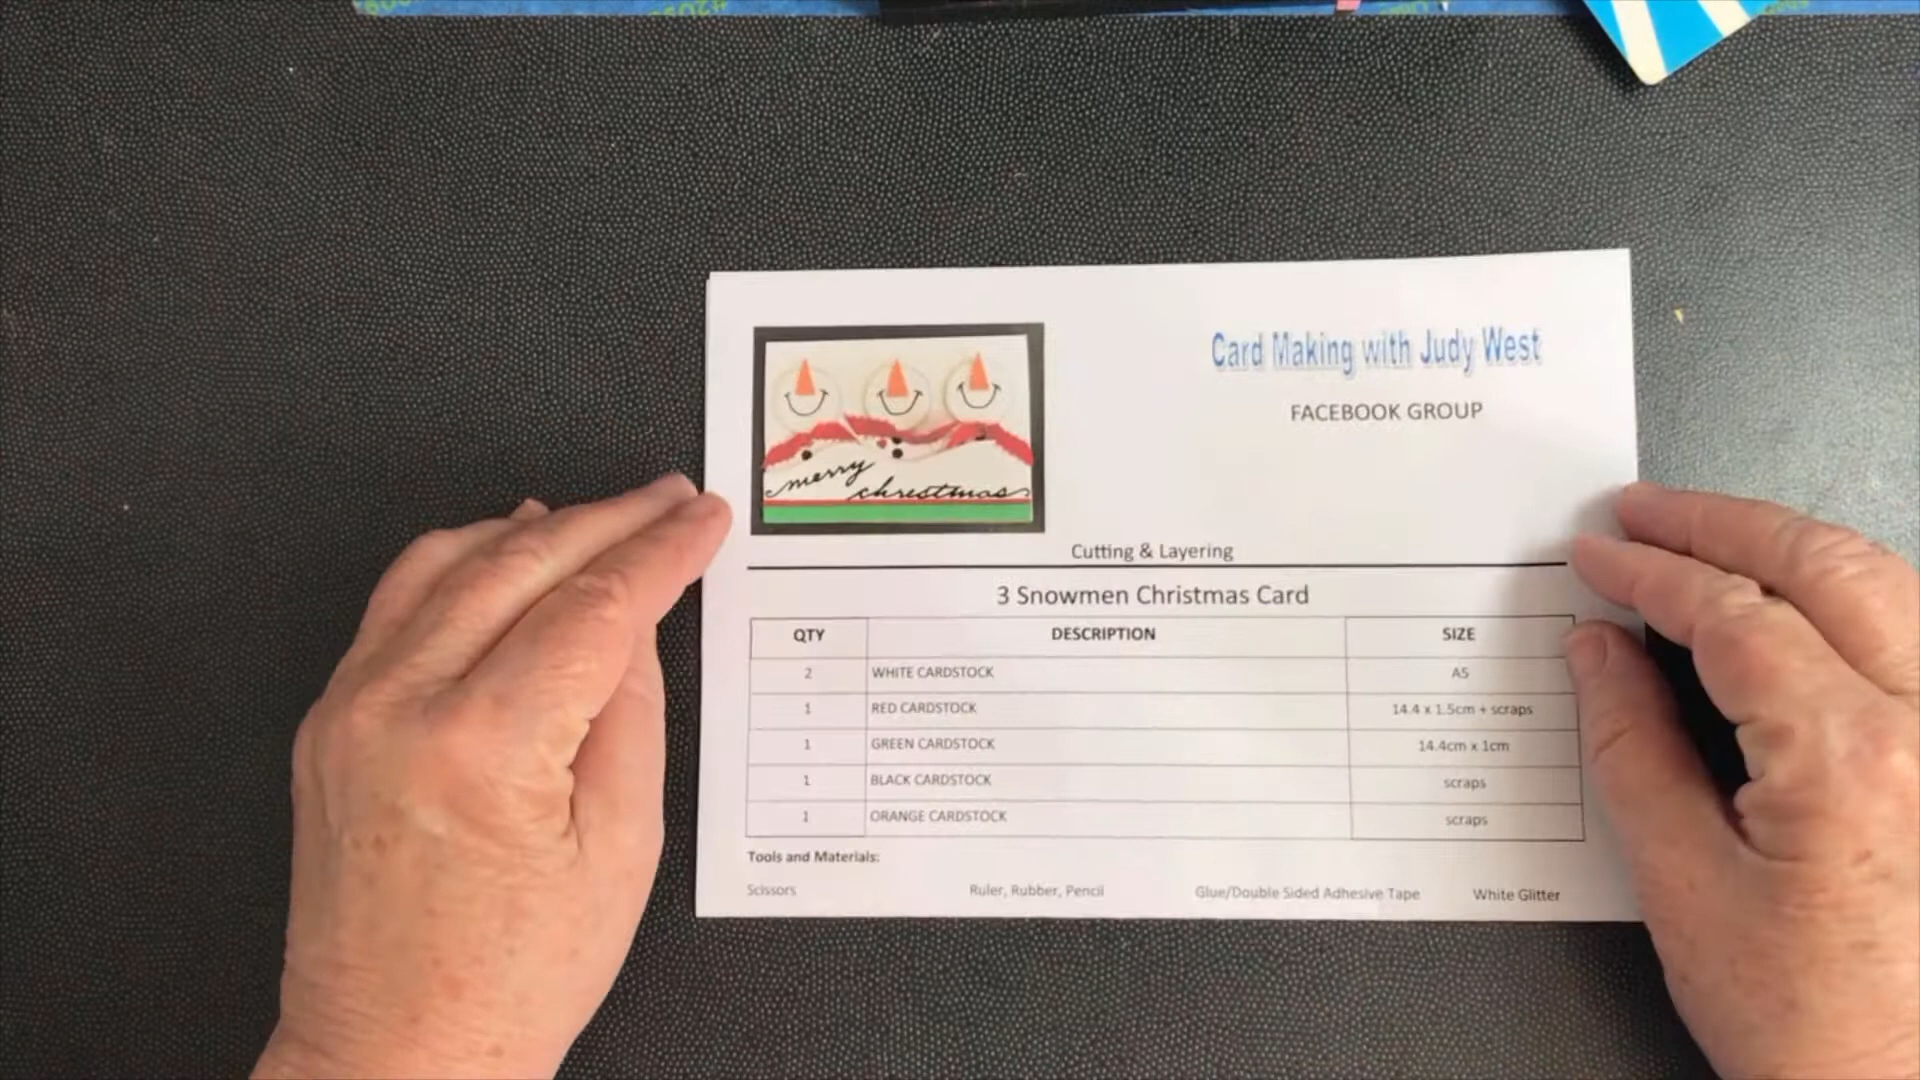 Card Making with Judy West
FACEBOOK GROUP
merry
christmas
Cutting & Layering
3 Snowmen Christmas Card
QTY DESCRIPTION SIZE
2 WHITE CARDSTOCK A5
1 RED CARDSTOCK 14.4 x 1.5cm + scraps
1 GREEN CARDSTOCK 14.4cm x 1cm
1 BLACK CARDSTOCK scraps
1 ORANGE CARDSTOCK scraps
Tools and Materials:
Scissors Ruler, Rubber, Pencil Glue/Double Sided Adhesive Tape White Glitter